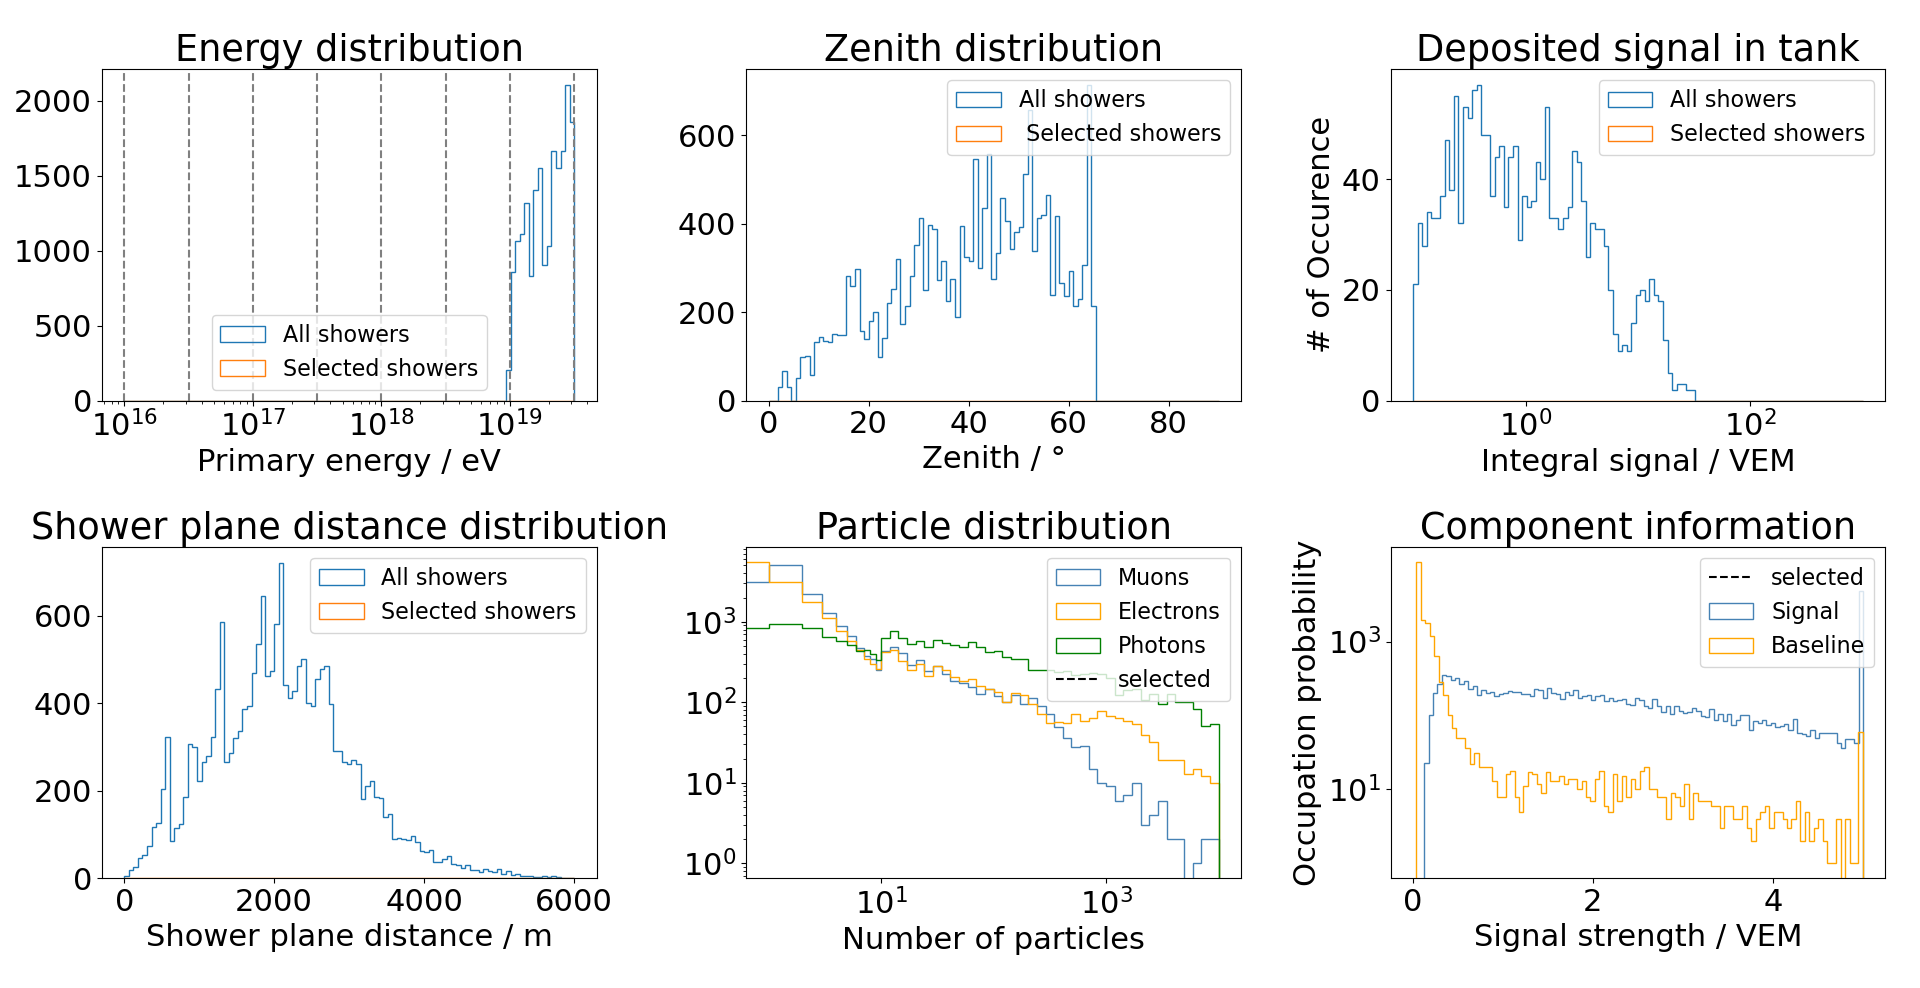 Energy distribution
2000
1500
1000
500
0
All showers
Selected showers
10^16
10^17
10^18
10^19
Primary energy / eV
Zenith distribution
600
400
200
0
All showers
Selected showers
0
20
40
60
80
Zenith / °
Deposited signal in tank
# of Occurence
40
20
0
All showers
Selected showers
10^0
10^2
Integral signal / VEM
Shower plane distance distribution
600
400
200
0
All showers
Selected showers
0
2000
4000
6000
Shower plane distance / m
Particle distribution
10^3
10^2
10^1
10^0
Muons
Electrons
Photons
selected
10^1
10^3
Number of particles
Component information
Occupation probability
10^3
10^1
selected
Signal
Baseline
0
2
4
Signal strength / VEM